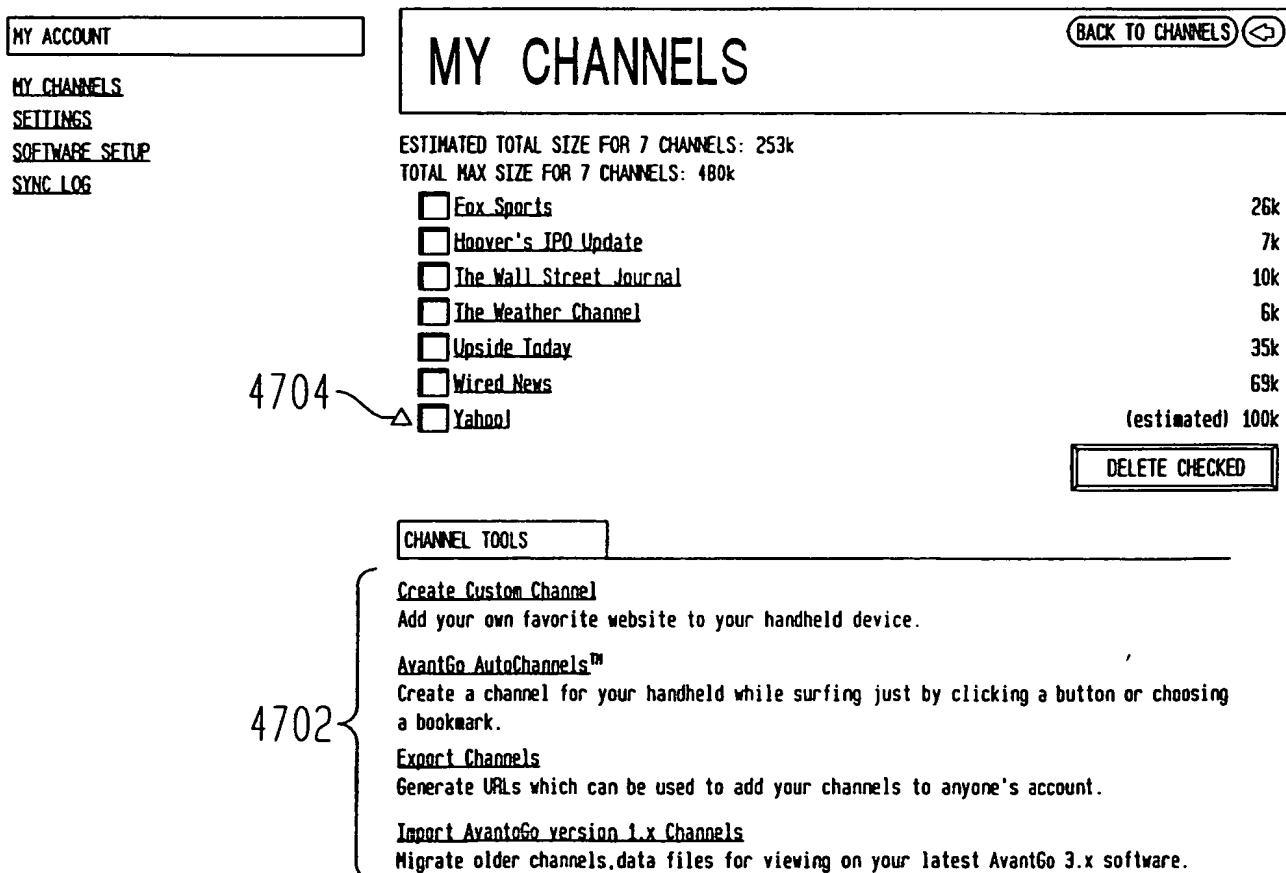 MY ACCOUNT
MY CHANNELS
SETTINGS
SOFTWARE SETUP
SYNC LOG
MY CHANNELS
BACK TO CHANNELS
ESTIMATED TOTAL SIZE FOR 7 CHANNELS: 253k
TOTAL MAX SIZE FOR 7 CHANNELS: 480k
Fox Sports 26k
Hoover's IPO Update 7k
The Wall Street Journal 10k
The Weather Channel 6k
Upside Today 35k
Wired News 69k
4704
Yahoo! (estimated) 100k
DELETE CHECKED
CHANNEL TOOLS
Create Custom Channel
Add your own favorite website to your handheld device.
AvantGo AutoChannels™
Create a channel for your handheld while surfing just by clicking a button or choosing
a bookmark.
4702
Export Channels
Generate URLs which can be used to add your channels to anyone's account.
Import AvantoGo version 1.x Channels
Migrate older channels,data files for viewing on your latest AvantGo 3.x software.